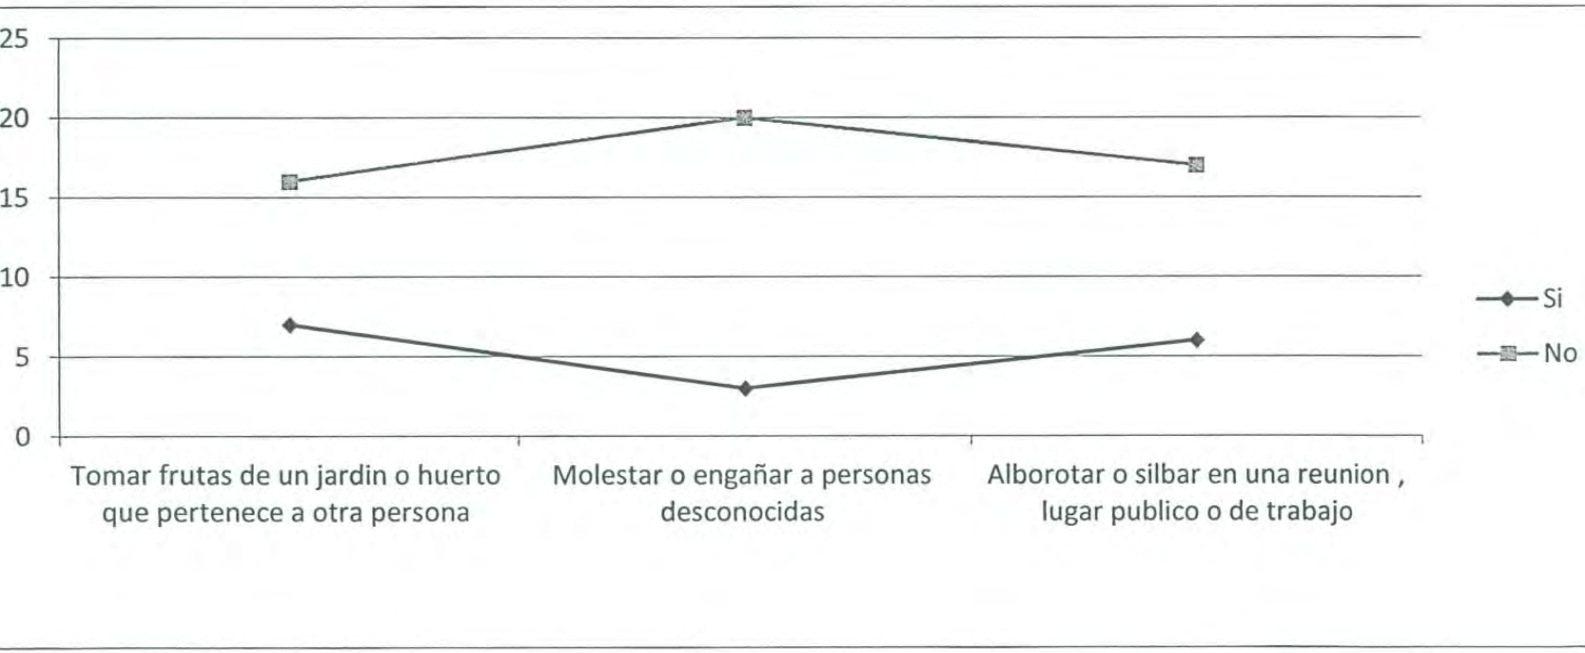 25
20
15
10
5
0
Tomar frutas de un jardin o huerto
que pertenece a otra persona
Molestar o engañar a personas
desconocidas
Alborotar o silbar en una reunion ,
lugar publico o de trabajo
Si
No